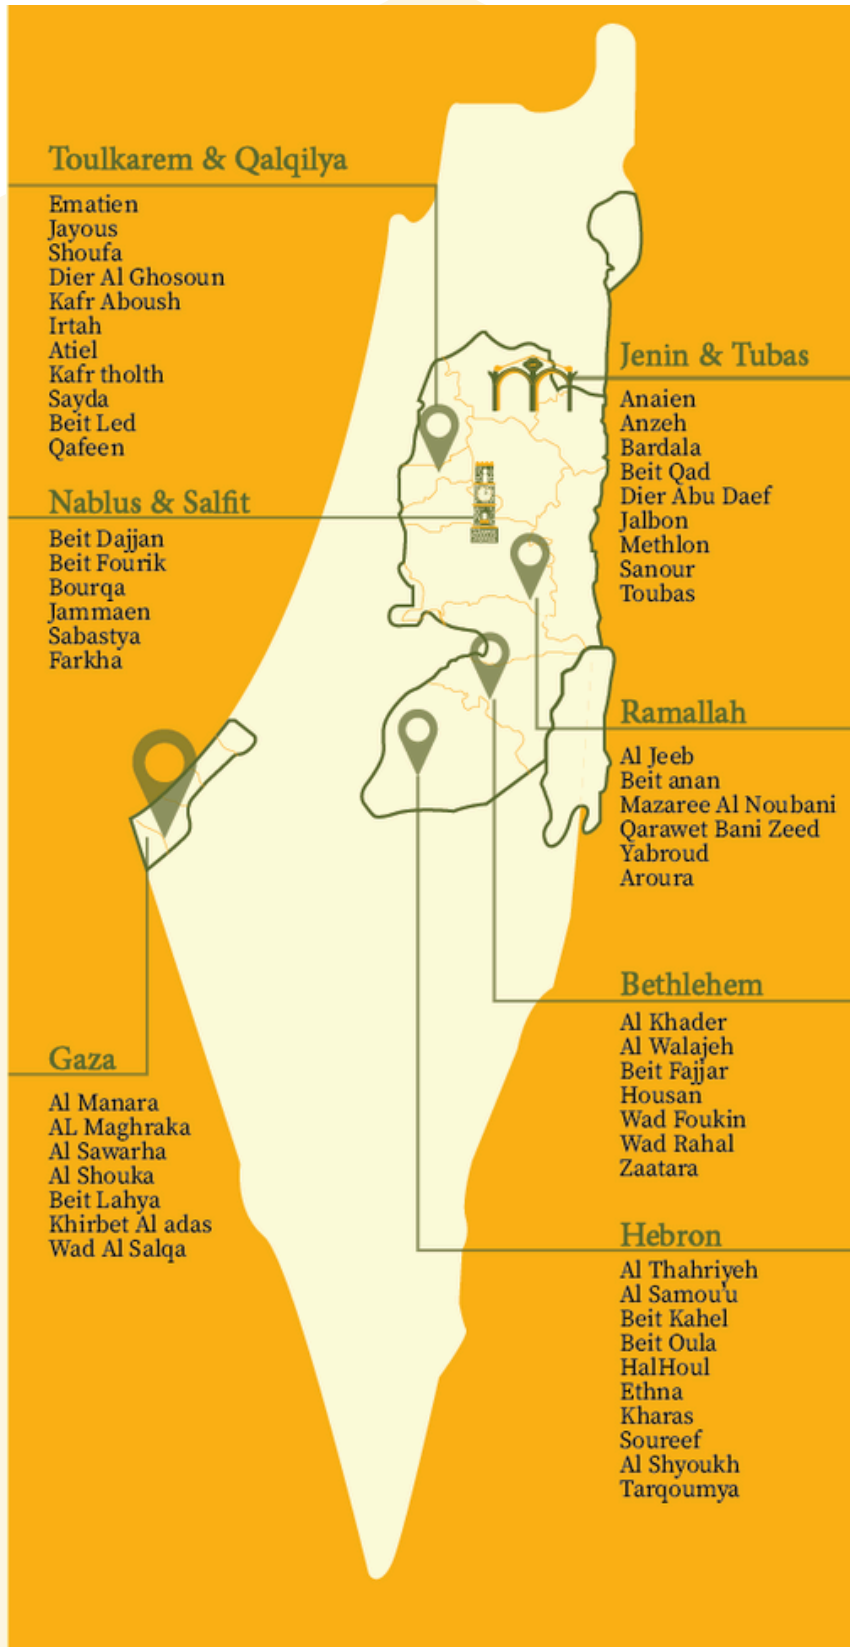 Toulkarem & Qalqilya
Ematien
Jayous
Shoufa
Dier Al Ghosoun
Kafr Aboush
Irtah
Atiel
Kafr tholth
Sayda
Beit Led
Qafeen
Nablus & Salfit
Beit Dajjan
Beit Fourik
Bourqa
Jammaen
Sabastya
Farkha
Gaza
Al Manara
AL Maghraka
Al Sawarha
Al Shouka
Beit Lahya
Khirbet Al adas
Wad Al Salqa
Jenin & Tubas
Anaien
Anzeh
Bardala
Beit Qad
Dier Abu Daef
Jalbon
Methlon
Sanour
Toubas
Ramallah
Al Jeeb
Beit anan
Mazaree Al Noubani
Qarawet Bani Zeed
Yabroud
Aroura
Bethlehem
Al Khader
Al Walajeh
Beit Fajjar
Housan
Wad Foukin
Wad Rahal
Zaatara
Hebron
Al Thahriyeh
Al Samou'u
Beit Kahel
Beit Oula
HalHoul
Ethna
Kharas
Soureef
Al Shyoukh
Tarqoumya